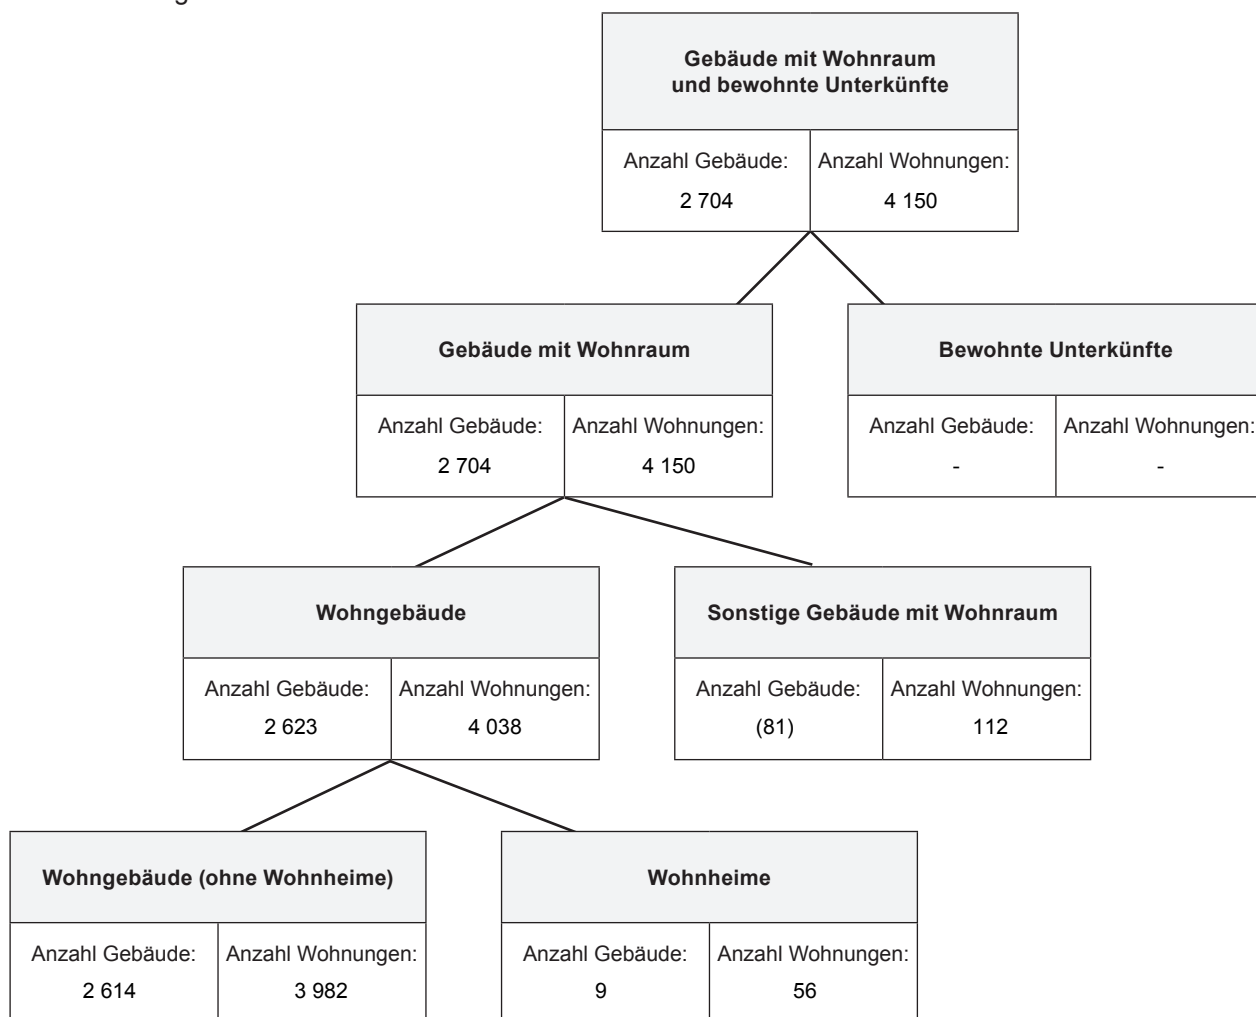 Gebäude mit Wohnraum
und bewohnte Unterkünfte
Anzahl Gebäude: Anzahl Wohnungen:
2 704 4 150
Gebäude mit Wohnraum
Anzahl Gebäude: Anzahl Wohnungen:
2 704 4 150
Bewohnte Unterkünfte
Anzahl Gebäude: Anzahl Wohnungen:
- -
Wohngebäude
Anzahl Gebäude: Anzahl Wohnungen:
2 623 4 038
Sonstige Gebäude mit Wohnraum
Anzahl Gebäude: Anzahl Wohnungen:
(81) 112
Wohngebäude (ohne Wohnheime)
Anzahl Gebäude: Anzahl Wohnungen:
2 614 3 982
Wohnheime
Anzahl Gebäude: Anzahl Wohnungen:
9 56